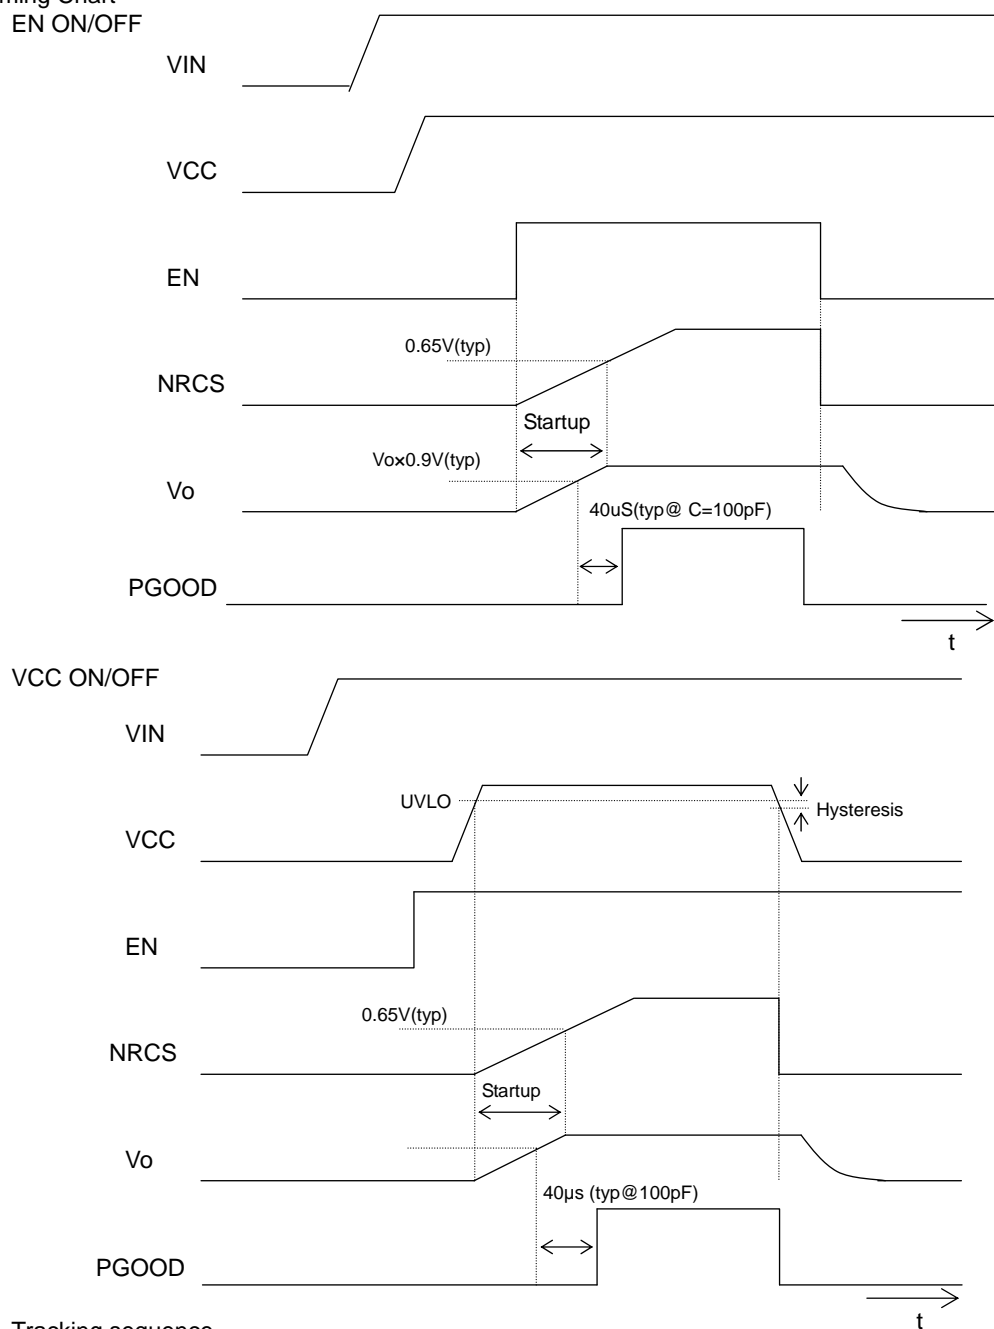 EN ON/OFF
VIN
VCC
EN
0.65V(typ)
NRCS
Startup
Vo×0.9V(typ)
Vo
40uS(typ@ C=100pF)
PGOOD
t
VCC ON/OFF
VIN
UVLO
Hysteresis
VCC
EN
0.65V(typ)
NRCS
Startup
Vo
40µs (typ@100pF)
PGOOD
t
Tracking sequence